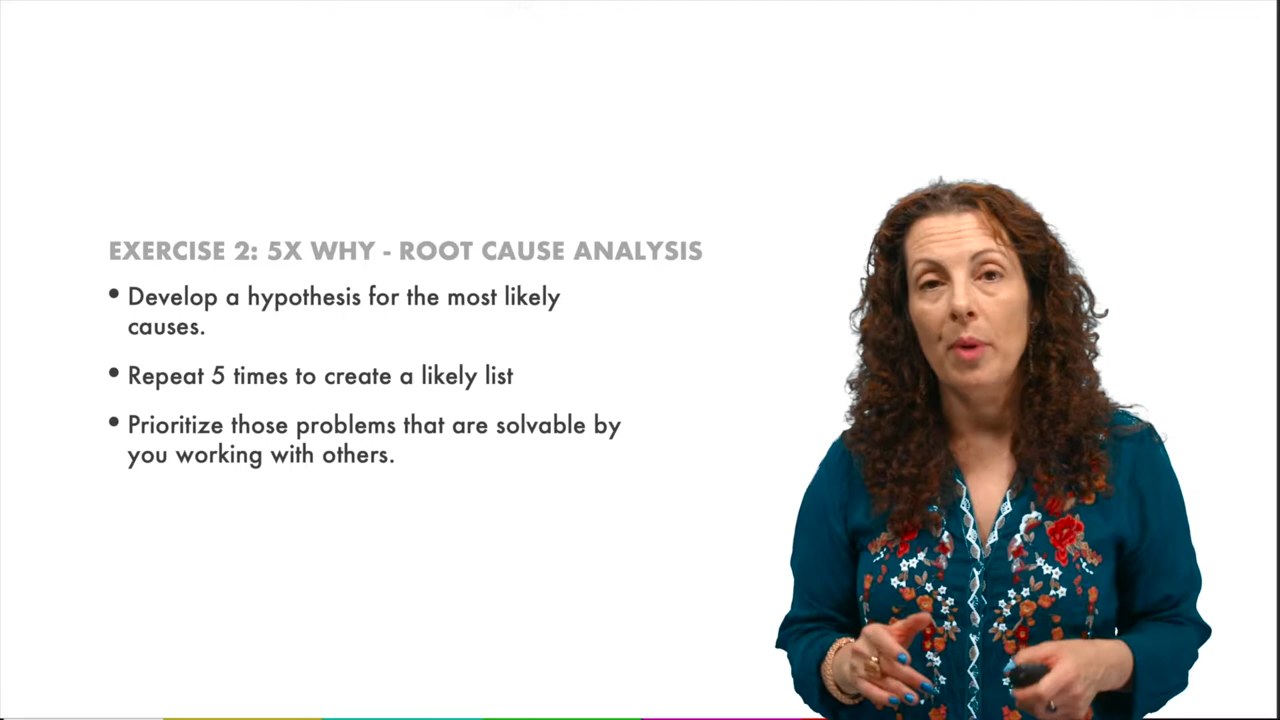 EXERCISE 2: 5X WHY - ROOT CAUSE ANALYSIS
• Develop a hypothesis for the most likely
causes.
• Repeat 5 times to create a likely list
• Prioritize those problems that are solvable by
you working with others.